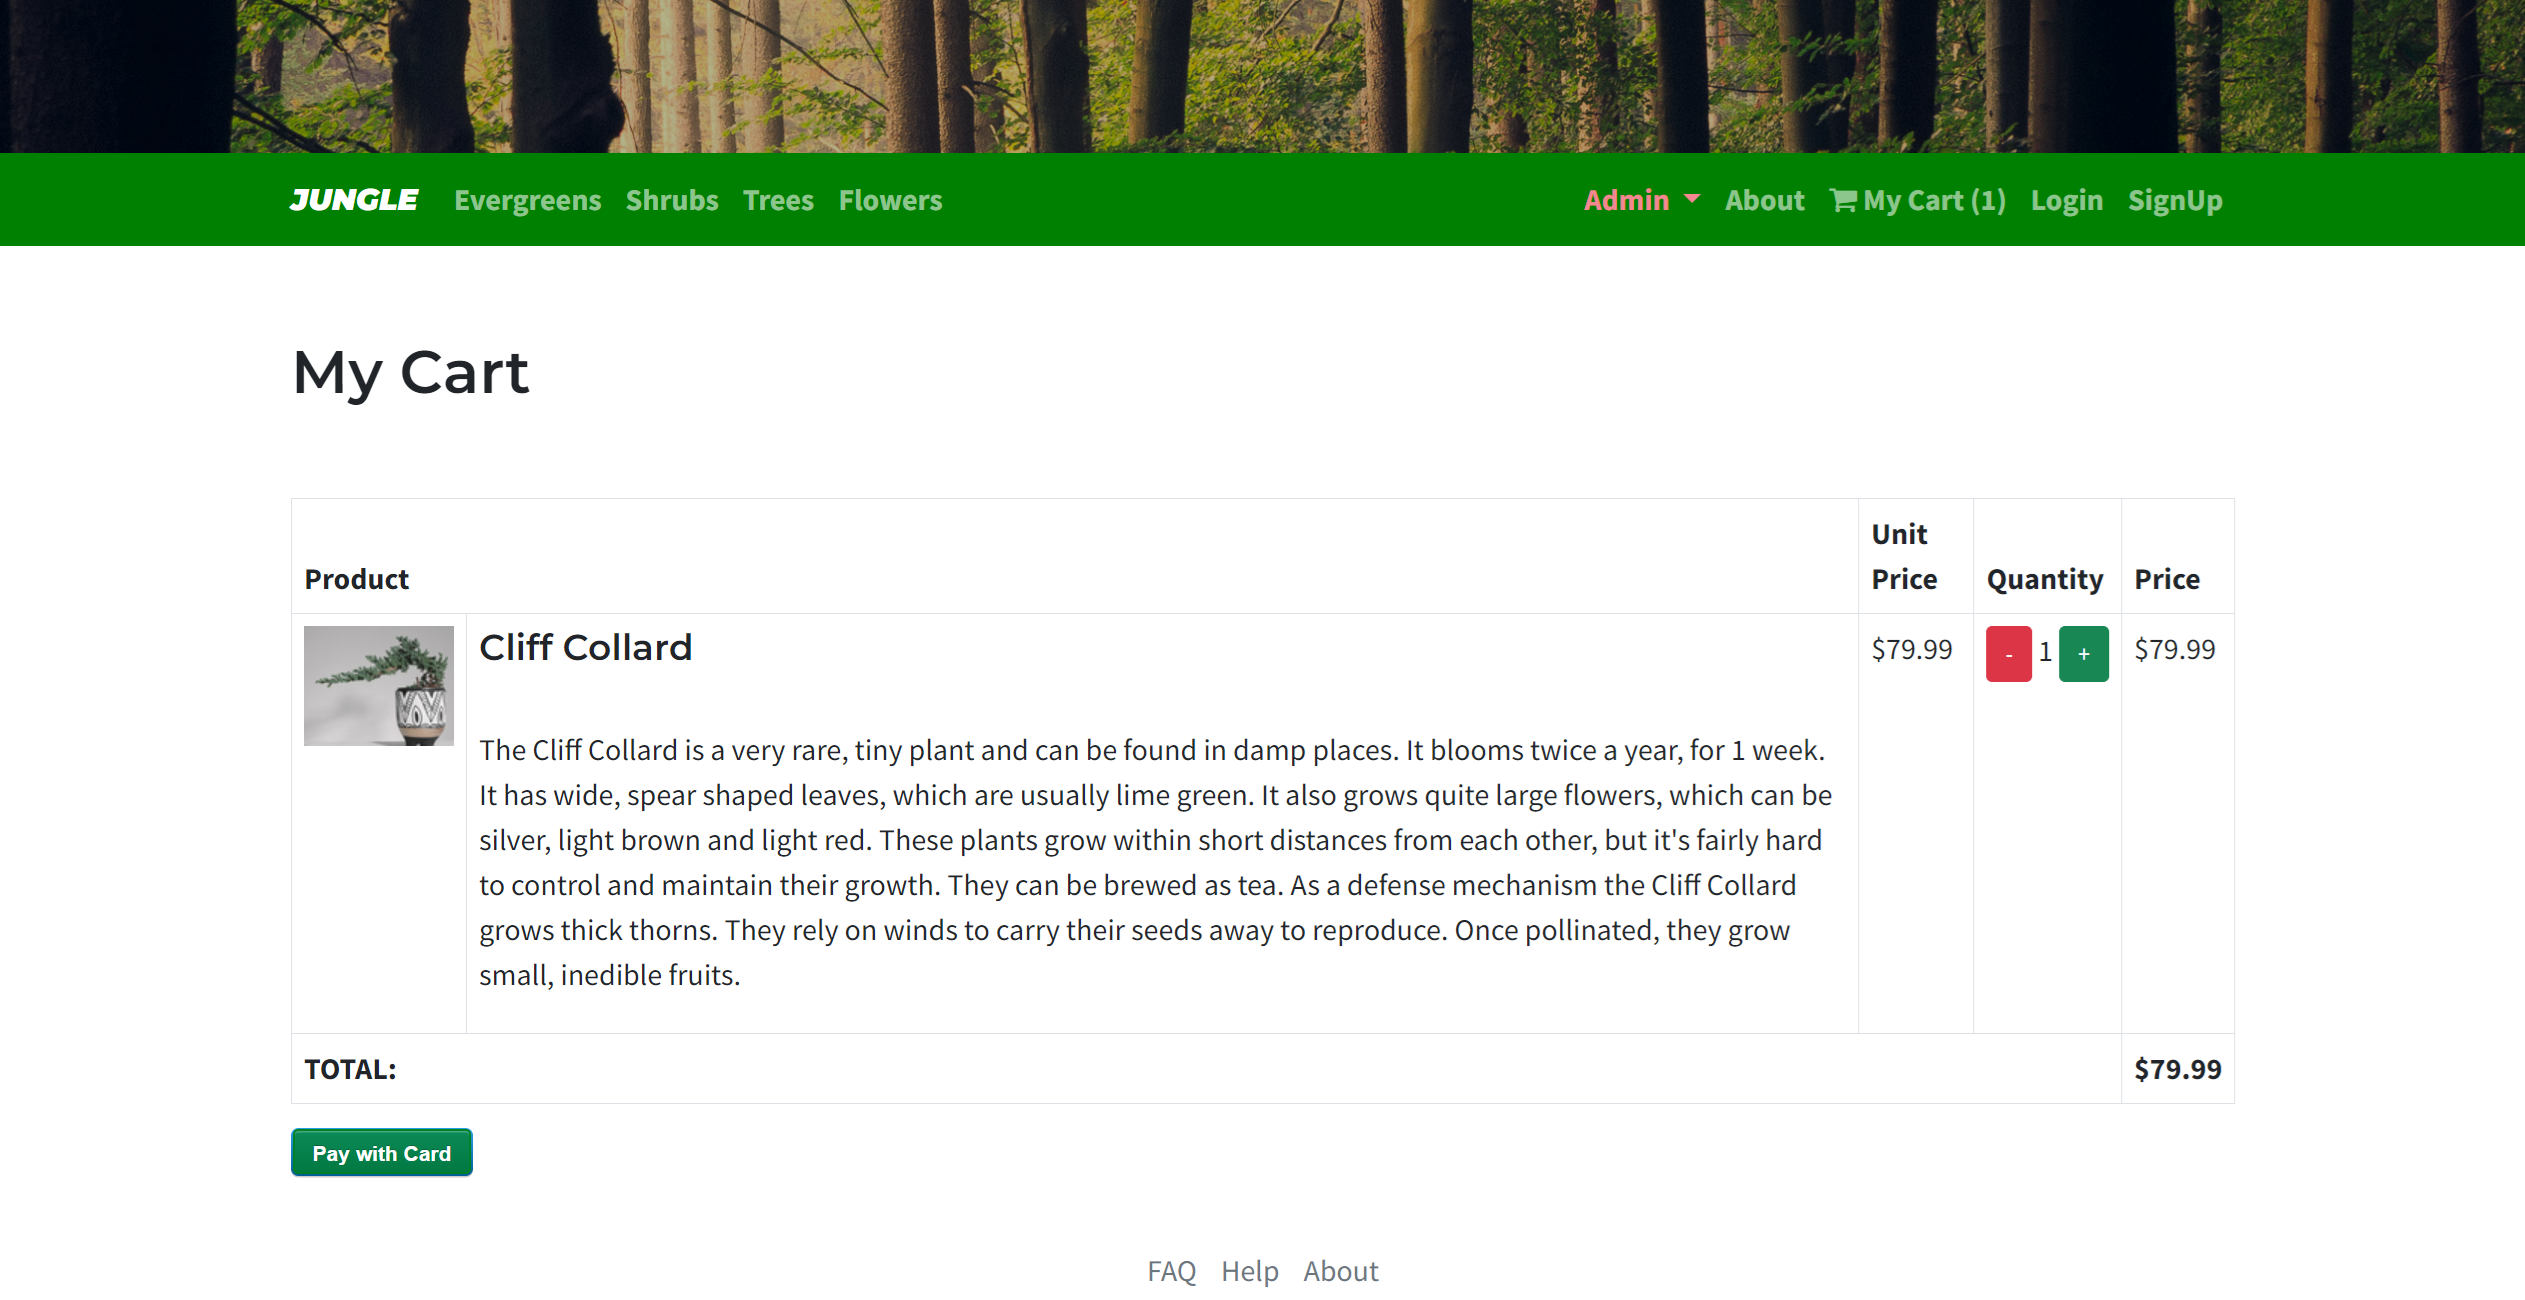 JUNGLE Evergreens Shrubs Trees Flowers Admin About My Cart (1) Login SignUp
My Cart
Product Unit Price Quantity Price
Cliff Collard $79.99 - 1 + $79.99
The Cliff Collard is a very rare, tiny plant and can be found in damp places. It blooms twice a year, for 1 week.
It has wide, spear shaped leaves, which are usually lime green. It also grows quite large flowers, which can be
silver, light brown and light red. These plants grow within short distances from each other, but it's fairly hard
to control and maintain their growth. They can be brewed as tea. As a defense mechanism the Cliff Collard
grows thick thorns. They rely on winds to carry their seeds away to reproduce. Once pollinated, they grow
small, inedible fruits.
TOTAL: $79.99
Pay with Card
FAQ Help About